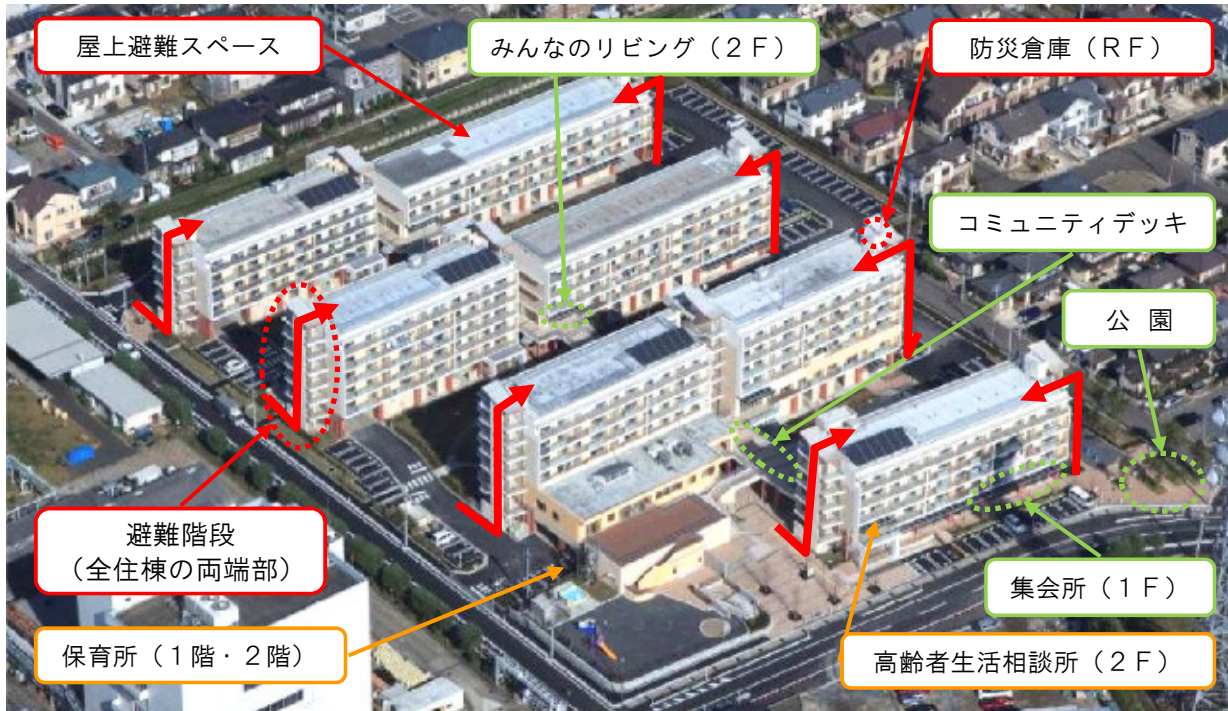 屋上避難スペース
みんなのリビング（２Ｆ）
防災倉庫（ＲＦ）
コミュニティデッキ
公 園
避難階段
（全住棟の両端部）
集会所（１Ｆ）
保育所（１階・２階）
高齢者生活相談所（２Ｆ）